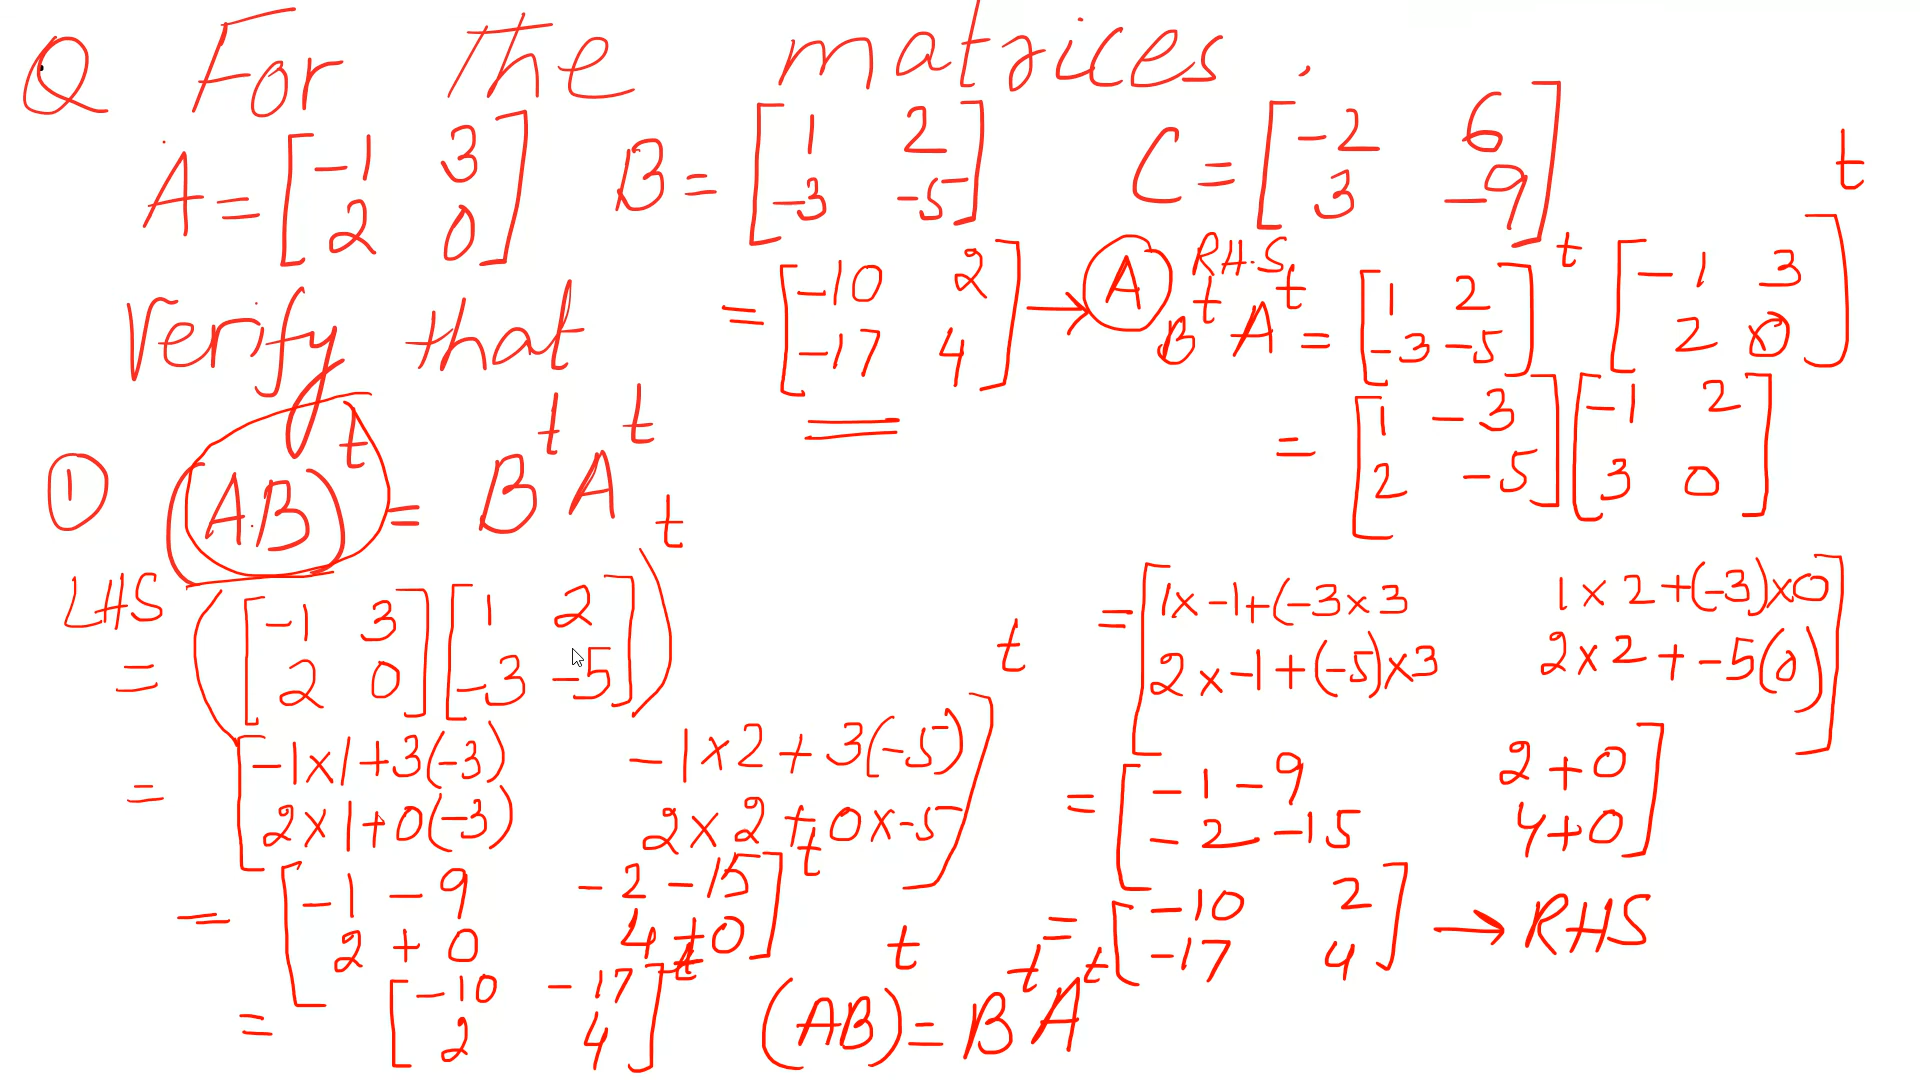 Q For the matrices.
A = [-1 3
2 0] B = [1 2
-3 -5] C = [-2 6
3 -9] t
Verify that
① (AB)^t = B^t A^t
LHS
= ([-1 3
2 0][1 2
-3 -5])^t
= [-1×1+3(-3) -1×2+3(-5)
2×1+0(-3) 2×2+0×-5]^t
= [-1-9 -2-15
2+0 4+0]^t
= [-10 -17
2 4]^t
= [-10 2
-17 4] → Ⓐ
R.H.S
B^t A^t = [1 2
-3 -5]^t [-1 3
2 0]^t
= [1 -3
2 -5][-1 2
3 0]
= [1×-1+(-3×3 1×2+(-3)×0
2×-1+(-5)×3 2×2+-5(0)]
= [-1-9 2+0
-2-15 4+0]
= [-10 2
-17 4] → RHS
(AB)^t = B^t A^t